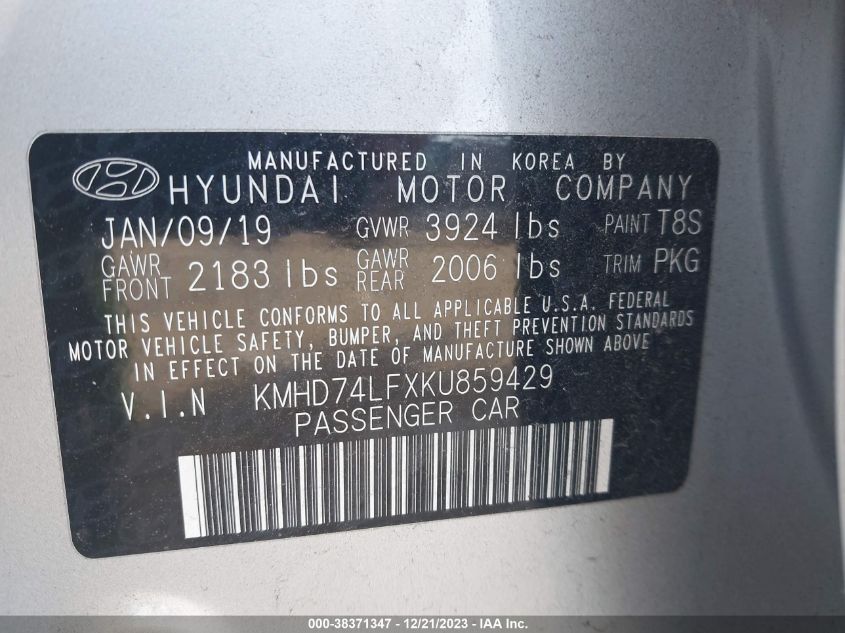 MANUFACTURED IN KOREA BY
HYUNDAI MOTOR COMPANY
JAN/09/19 GVWR 3924 lbs PAINT T8S
GAWR FRONT 2183 lbs GAWR REAR 2006 lbs TRIM PKG
THIS VEHICLE CONFORMS TO ALL APPLICABLE U.S.A. FEDERAL
MOTOR VEHICLE SAFETY, BUMPER, AND THEFT PREVENTION STANDARDS
IN EFFECT ON THE DATE OF MANUFACTURE SHOWN ABOVE
V.I.N KMHD74LFXKU859429
PASSENGER CAR
000-38371347 - 12/21/2023 - IAA Inc.